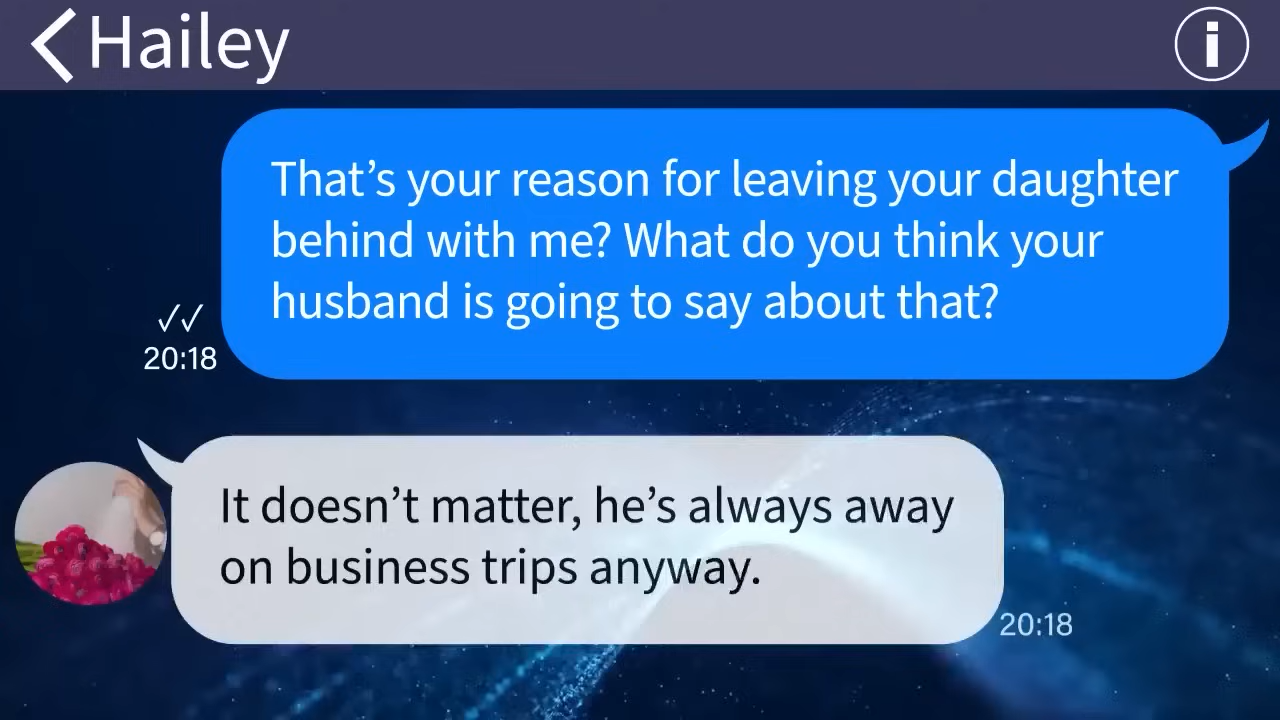 Hailey
That’s your reason for leaving your daughter
behind with me? What do you think your
husband is going to say about that?
✓✓
20:18
It doesn’t matter, he’s always away
on business trips anyway.
20:18